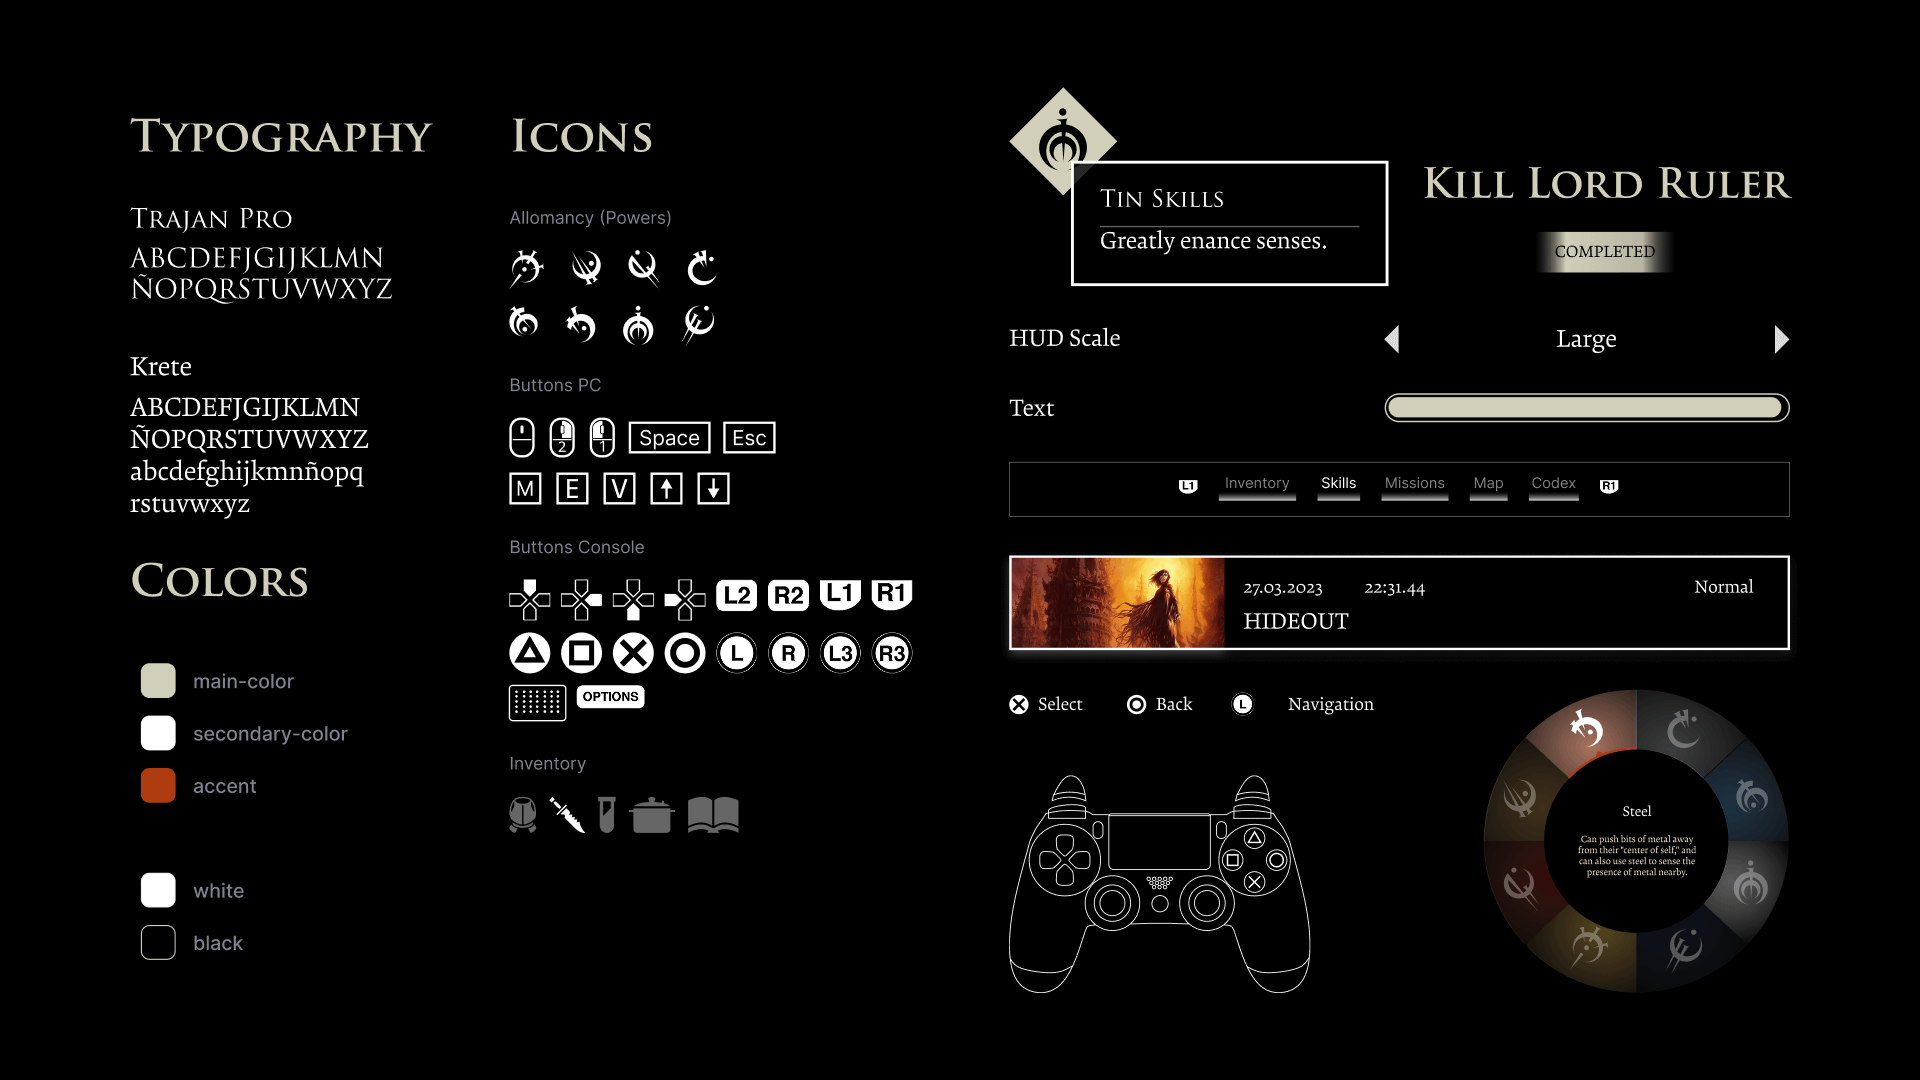 TYPOGRAPHY
TRAJAN PRO
ABCDEFJGIJKLMN
ÑOPQRSTUVWXYZ
Krete
ABCDEFJGIJKLMN
ÑOPQRSTUVWXYZ
abcdefghijkmnñopq
rstuvwxyz
COLORS
main-color
secondary-color
accent
white
black
ICONS
Allomancy (Powers)
Buttons PC
2
1
Space
Esc
M
E
V
Buttons Console
L2
R2
L1
R1
L
R
L3
R3
OPTIONS
Inventory
TIN SKILLS
Greatly enance senses.
KILL LORD RULER
COMPLETED
HUD Scale
Large
Text
L1
Inventory
Skills
Missions
Map
Codex
R1
27.03.2023
22:31.44
Normal
HIDEOUT
Select
Back
L
Navigation
Steel
Can push bits of metal away
from their "center of self," and
can also use steel to sense the
presence of metal nearby.